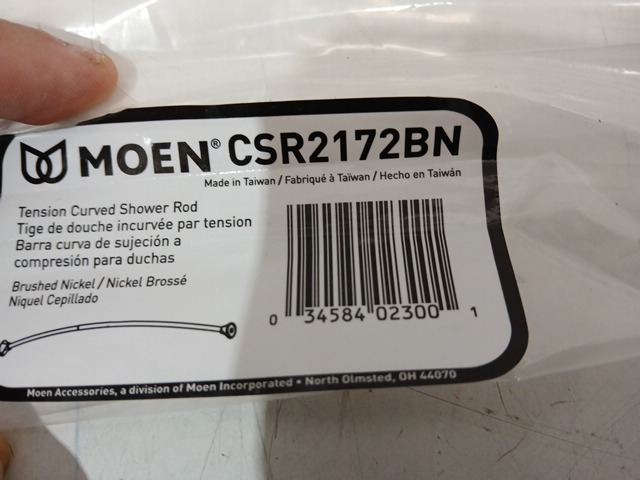 MOEN® CSR2172BN
Made in Taiwan / Fabriqué à Taïwan / Hecho en Taiwán
Tension Curved Shower Rod
Tige de douche incurvée par tension
Barra curva de sujeción a
compresión para duchas
Brushed Nickel / Nickel Brossé
Niquel Cepillado
0 34584 02300 1
Moen Accessories, a division of Moen Incorporated • North Olmsted, OH 44070